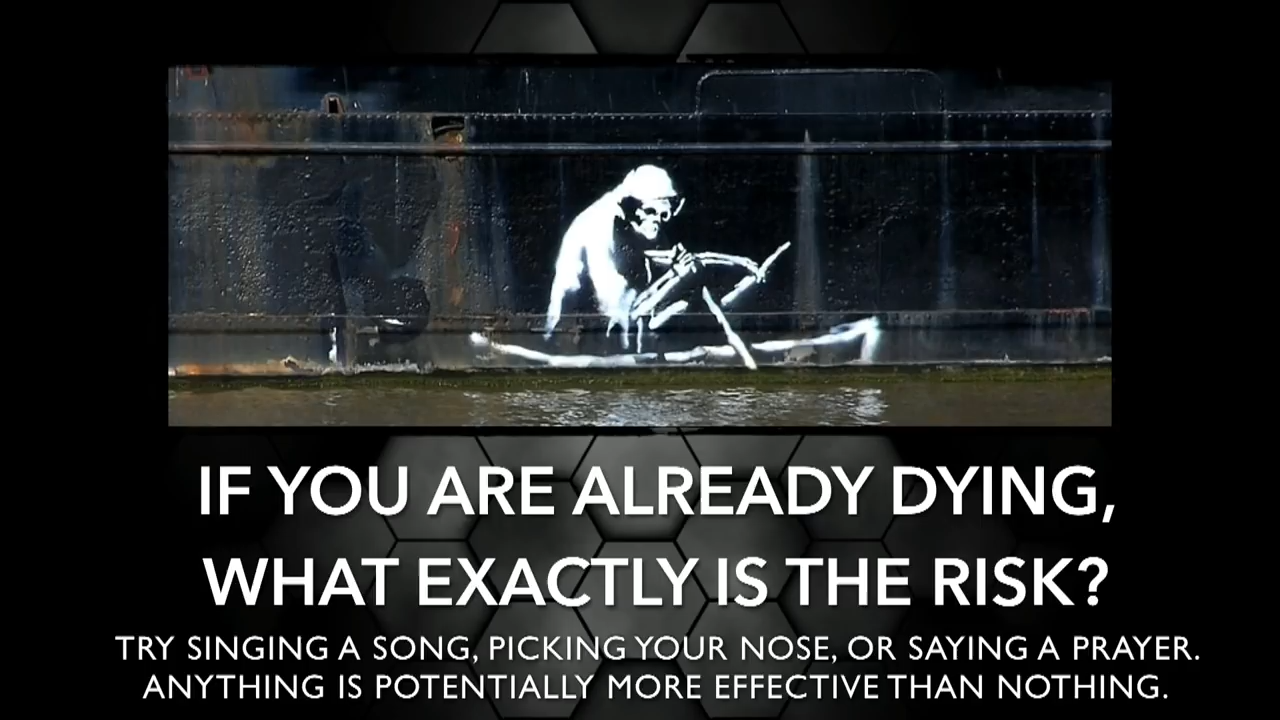 IF YOU ARE ALREADY DYING,
WHAT EXACTLY IS THE RISK?
TRY SINGING A SONG, PICKING YOUR NOSE, OR SAYING A PRAYER.
ANYTHING IS POTENTIALLY MORE EFFECTIVE THAN NOTHING.